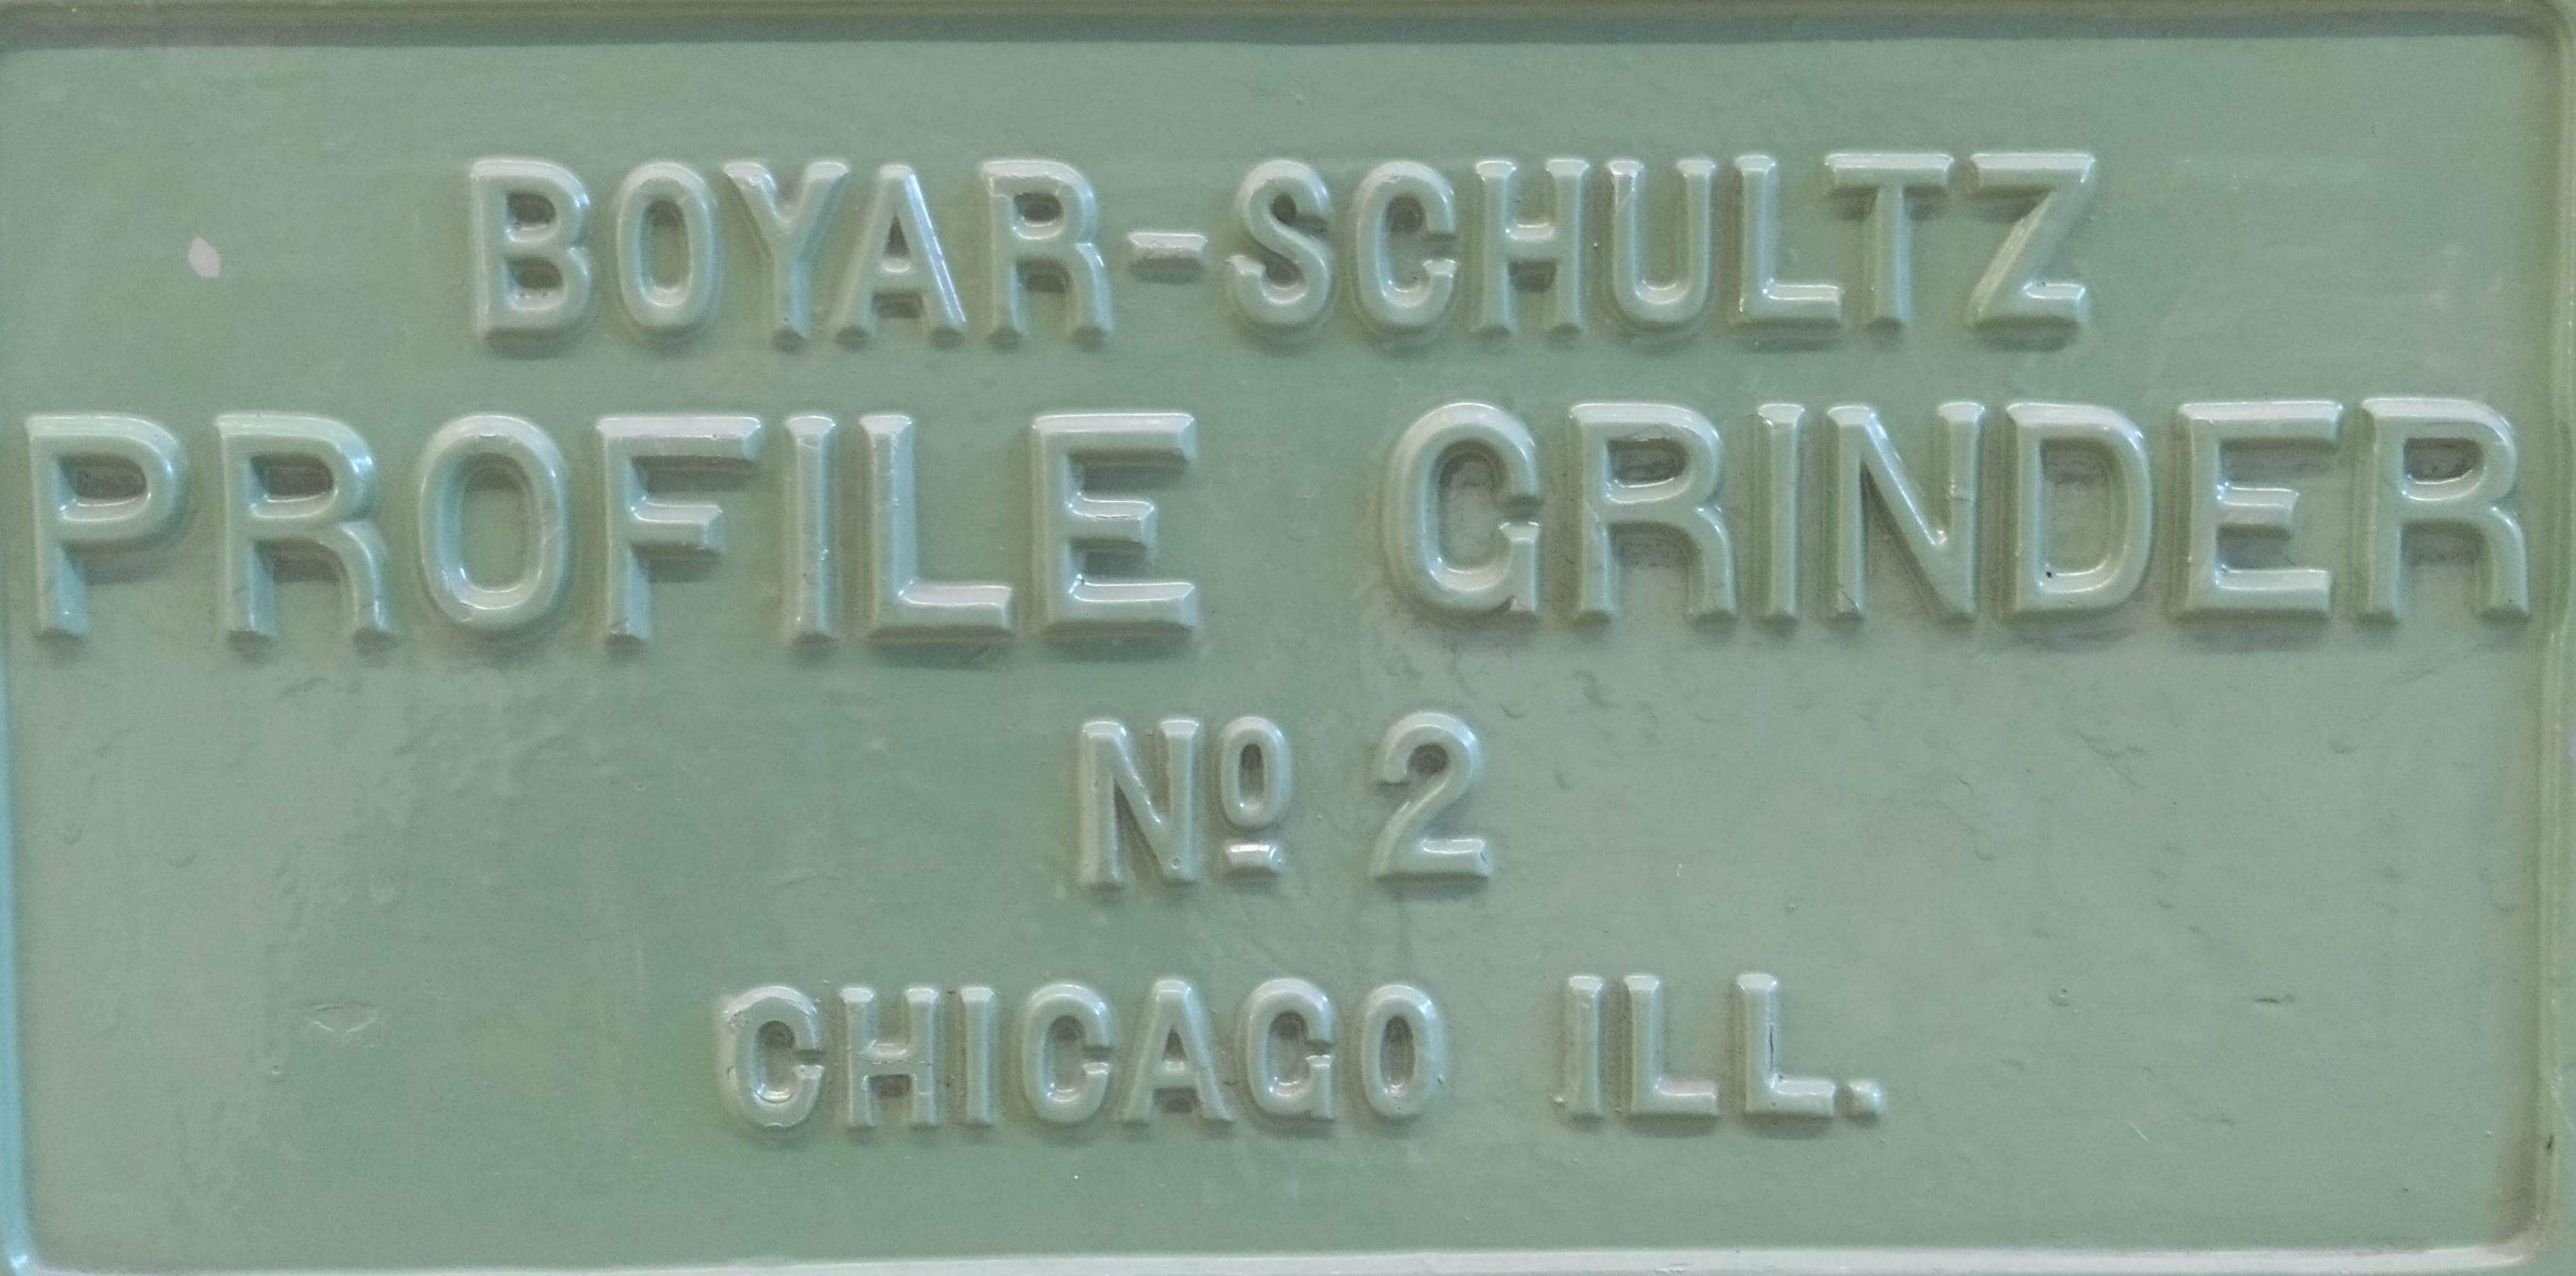 BOYAR-SCHULTZ
PROFILE GRINDER
Nº 2
CHICAGO ILL.